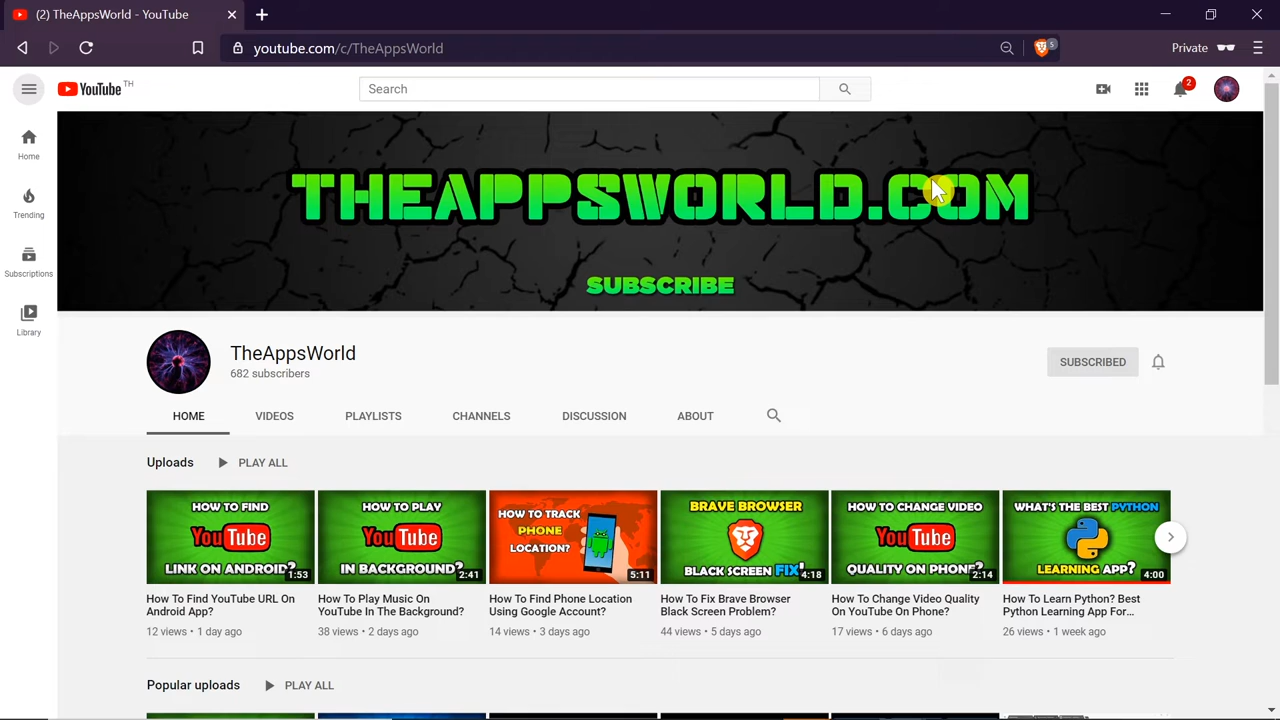 (2) TheAppsWorld - YouTube
youtube.com/c/TheAppsWorld
5
Private
YouTube TH
Search
2
Home
Trending
Subscriptions
Library
THEAPPSWORLD.COM
SUBSCRIBE
TheAppsWorld
682 subscribers
SUBSCRIBED
HOME VIDEOS PLAYLISTS CHANNELS DISCUSSION ABOUT
Uploads PLAY ALL
HOW TO FIND
YouTube
LINK ON ANDROID?
1:53
How To Find YouTube URL On
Android App?
12 views • 1 day ago
HOW TO PLAY
YouTube
IN BACKGROUND?
2:41
How To Play Music On
YouTube In The Background?
38 views • 2 days ago
HOW TO TRACK
PHONE
LOCATION?
5:11
How To Find Phone Location
Using Google Account?
14 views • 3 days ago
BRAVE BROWSER
BLACK SCREEN FIX!
4:18
How To Fix Brave Browser
Black Screen Problem?
44 views • 5 days ago
HOW TO CHANGE VIDEO
YouTube
QUALITY ON PHONE?
2:14
How To Change Video Quality
On YouTube On Phone?
17 views • 6 days ago
WHAT'S THE BEST PYTHON
LEARNING APP?
4:00
How To Learn Python? Best
Python Learning App For...
26 views • 1 week ago
Popular uploads PLAY ALL